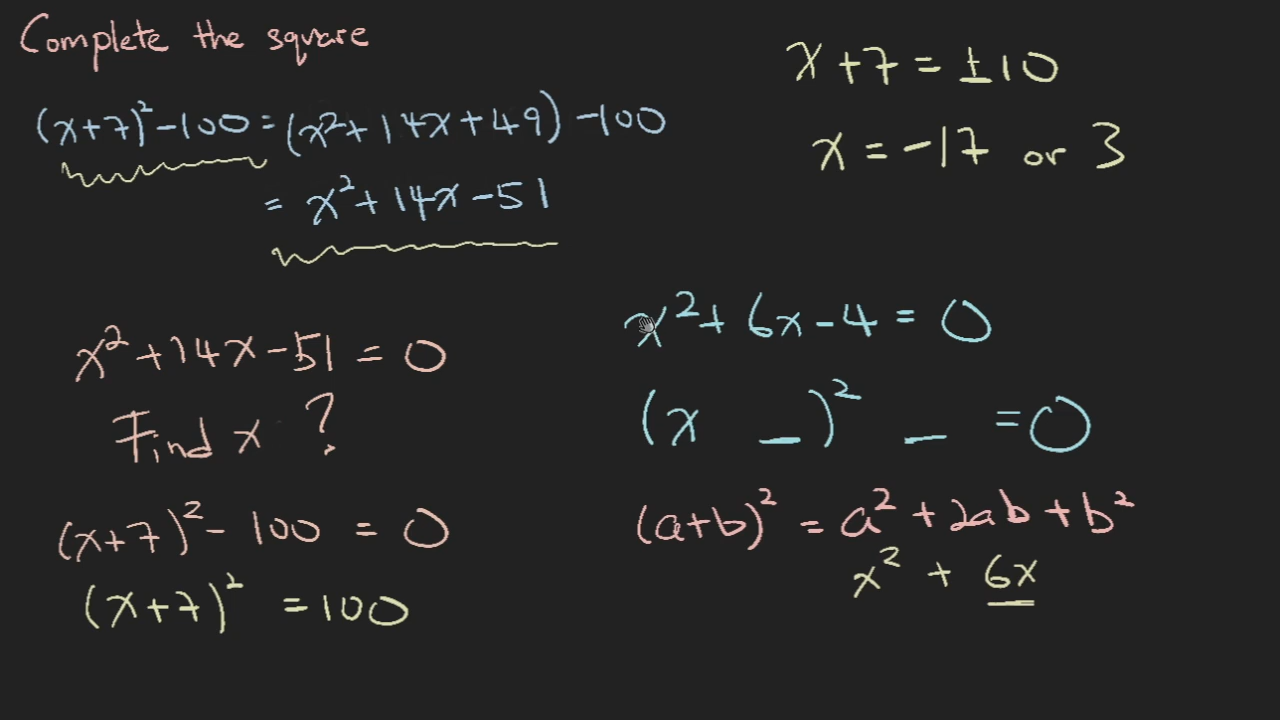 Complete the square
(x+7)²-100 = (x²+14x+49)-100
= x²+14x-51
x²+14x-51 = 0
Find x ?
(x+7)² - 100 = 0
(x+7)² = 100
x+7 = ±10
x = -17 or 3
x²+ 6x-4 = 0
(x _)² _ =0
(a+b)² = a²+2ab+b²
x² + 6x